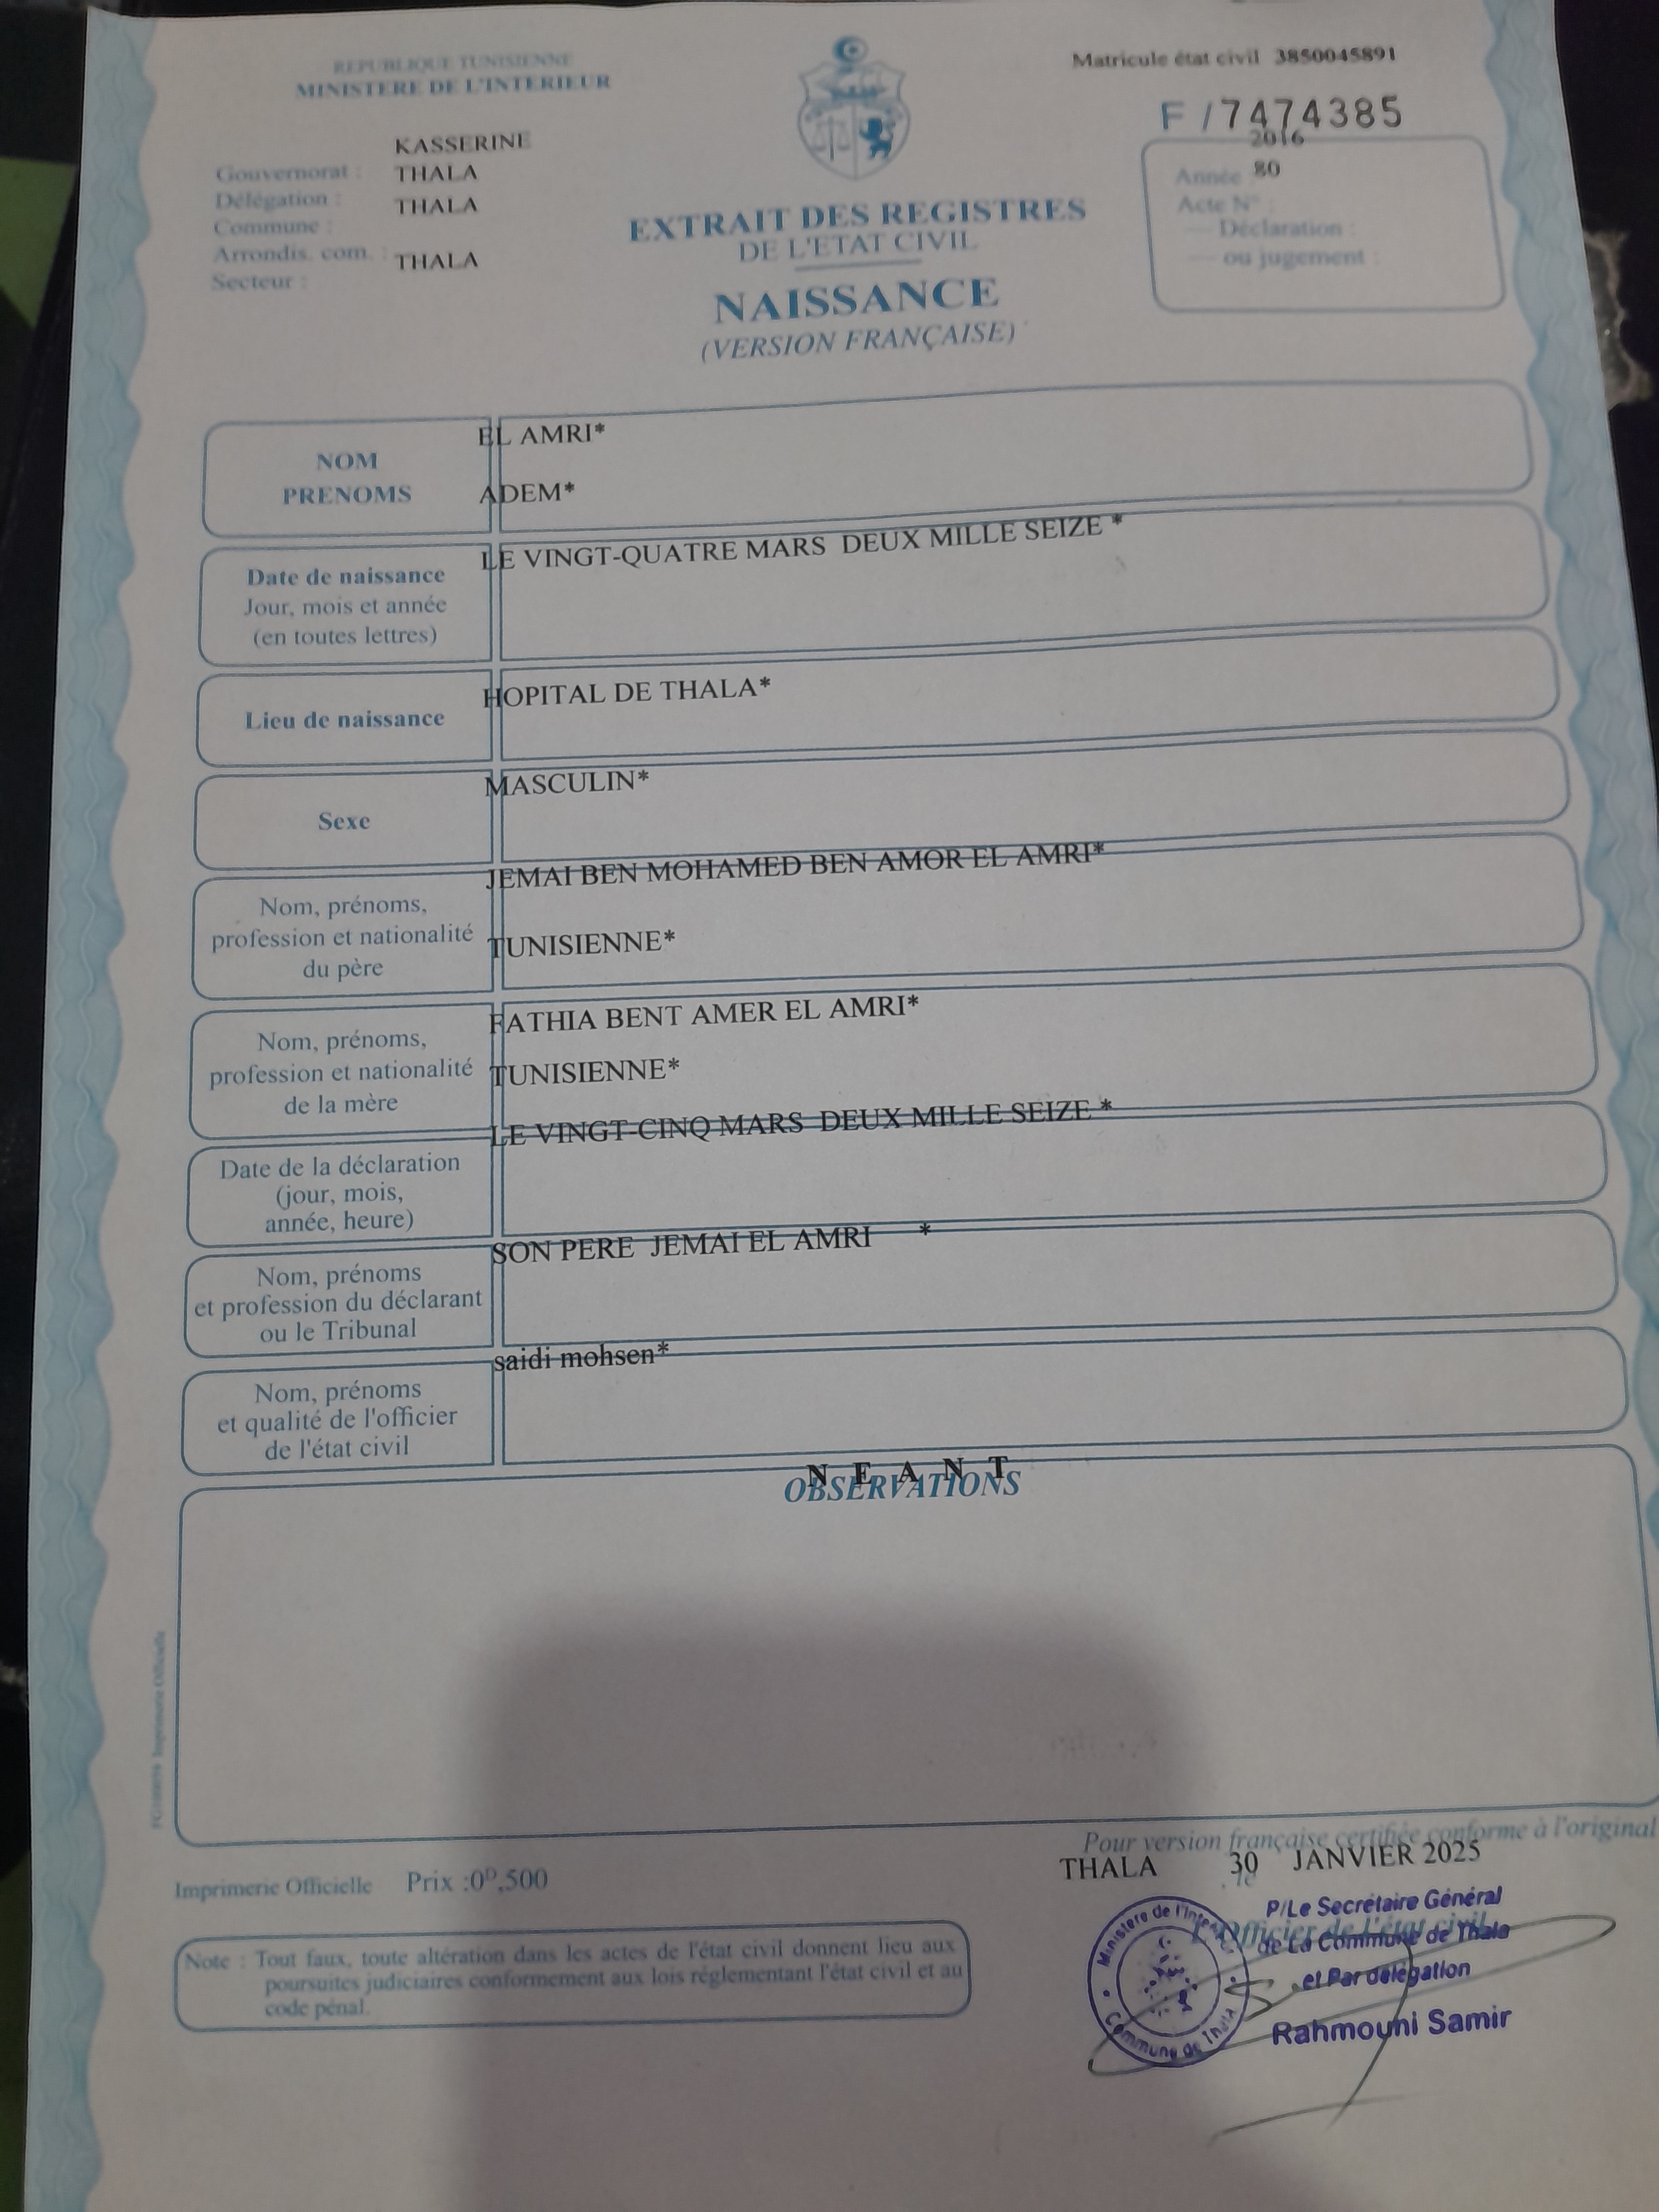 REPUBLIQUE TUNISIENNE
MINISTERE DE L'INTERIEUR
Matricule état civil 3850045891
F / 7474385
KASSERINE
Gouvernorat : THALA
Délégation : THALA
Commune :
Arrondis. com. : THALA
Secteur :
2016
Année 80
Acte N° :
— Déclaration :
— ou jugement :
EXTRAIT DES REGISTRES
DE L'ETAT CIVIL
NAISSANCE
(VERSION FRANÇAISE)
NOM
PRENOMS
EL AMRI*
ADEM*
Date de naissance
Jour, mois et année
(en toutes lettres)
LE VINGT-QUATRE MARS DEUX MILLE SEIZE *
Lieu de naissance
HOPITAL DE THALA*
Sexe
MASCULIN*
Nom, prénoms,
profession et nationalité
du père
JEMAI BEN MOHAMED BEN AMOR EL AMRI*
TUNISIENNE*
Nom, prénoms,
profession et nationalité
de la mère
FATHIA BENT AMER EL AMRI*
TUNISIENNE*
Date de la déclaration
(jour, mois,
année, heure)
LE VINGT-CINQ MARS DEUX MILLE SEIZE *
Nom, prénoms
et profession du déclarant
ou le Tribunal
SON PERE JEMAI EL AMRI *
Nom, prénoms
et qualité de l'officier
de l'état civil
saidi mohsen*
N E A N T
OBSERVATIONS
Imprimerie Officielle Prix :0ᴰ,500
Note : Tout faux, toute altération dans les actes de l'état civil donnent lieu aux
poursuites judiciaires conformement aux lois réglementant l'état civil et au
code pénal.
Pour version française certifiée conforme à l'original
THALA 30 JANVIER 2025
, le
L'Officier de l'état civil
P/Le Secrétaire Général
de La Commune de Thala
et Par délégation
Rahmouni Samir
Ministère de l'Intér
Commune de Thala